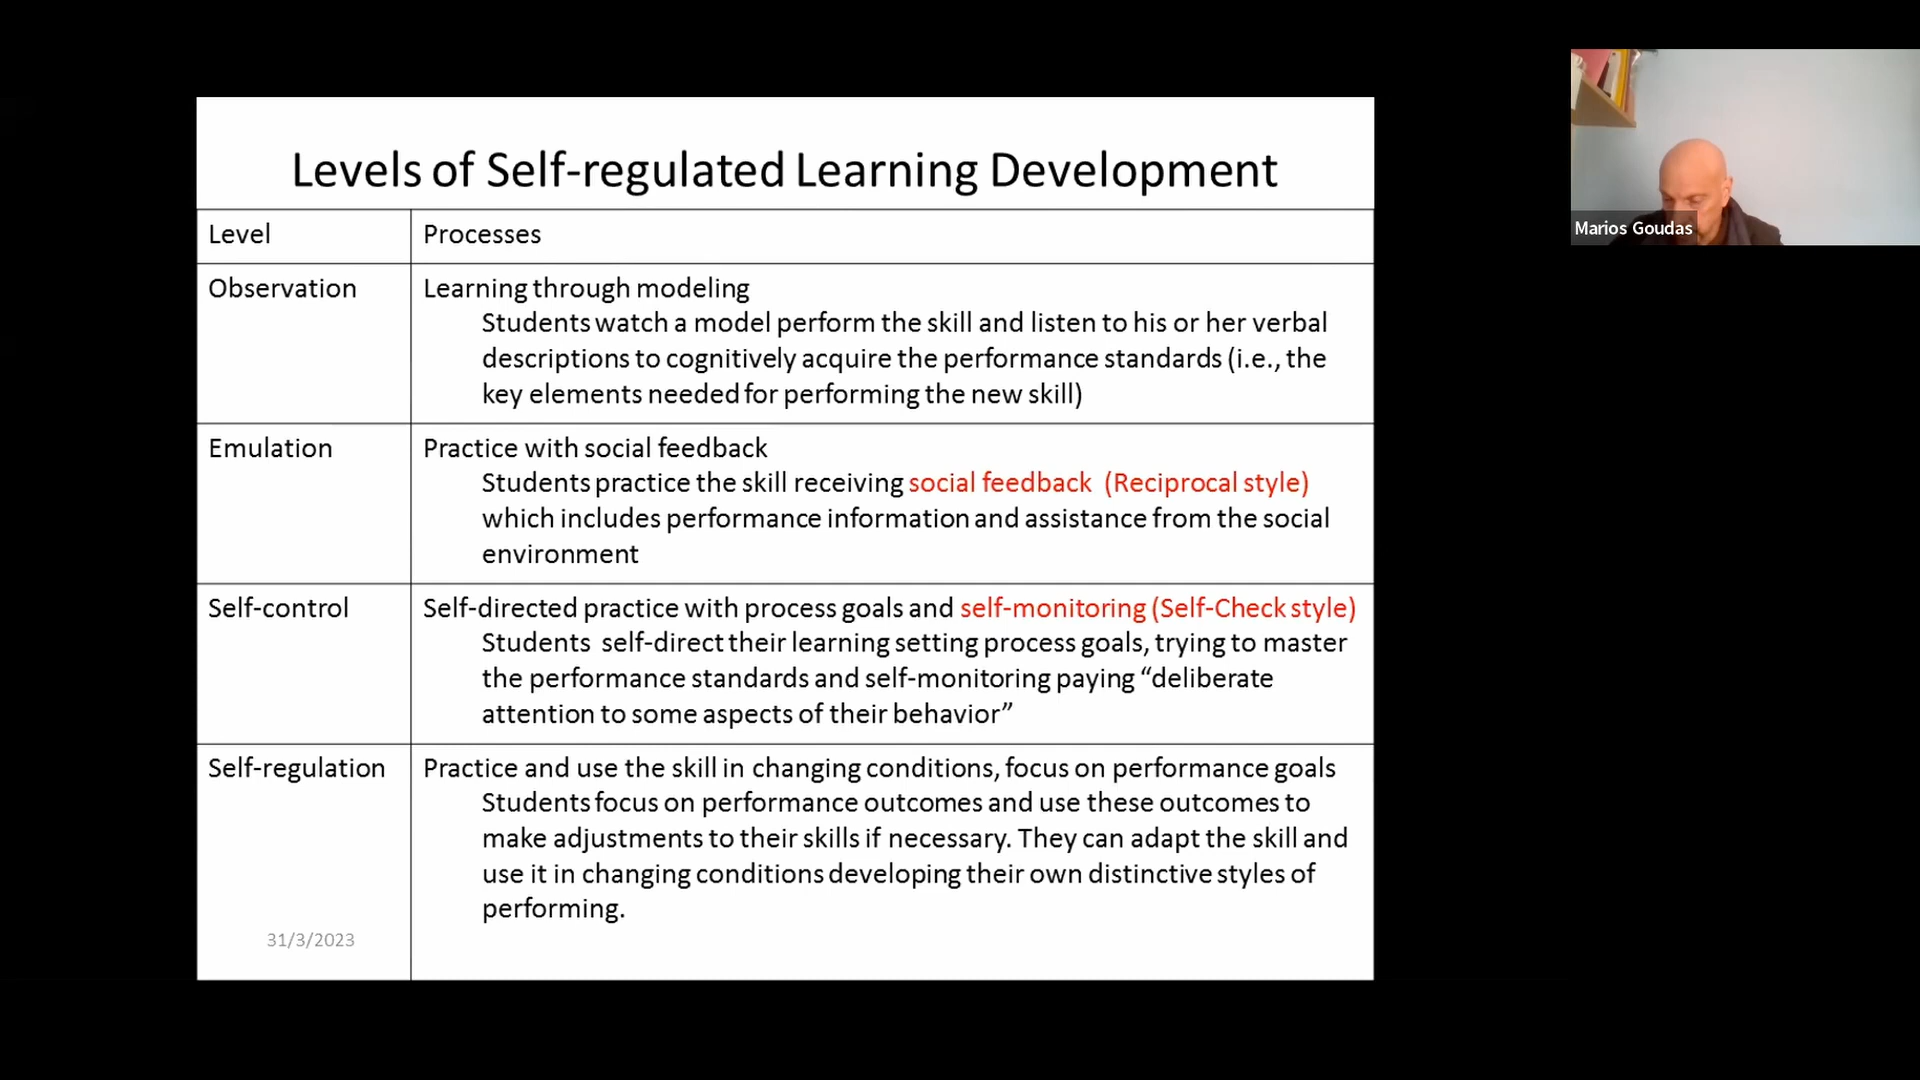 Levels of Self-regulated Learning Development
Level
Processes
Observation
Learning through modeling
Students watch a model perform the skill and listen to his or her verbal
descriptions to cognitively acquire the performance standards (i.e., the
key elements needed for performing the new skill)
Emulation
Practice with social feedback
Students practice the skill receiving social feedback (Reciprocal style)
which includes performance information and assistance from the social
environment
Self-control
Self-directed practice with process goals and self-monitoring (Self-Check style)
Students self-direct their learning setting process goals, trying to master
the performance standards and self-monitoring paying “deliberate
attention to some aspects of their behavior”
Self-regulation
Practice and use the skill in changing conditions, focus on performance goals
Students focus on performance outcomes and use these outcomes to
make adjustments to their skills if necessary. They can adapt the skill and
use it in changing conditions developing their own distinctive styles of
performing.
31/3/2023
Marios Goudas